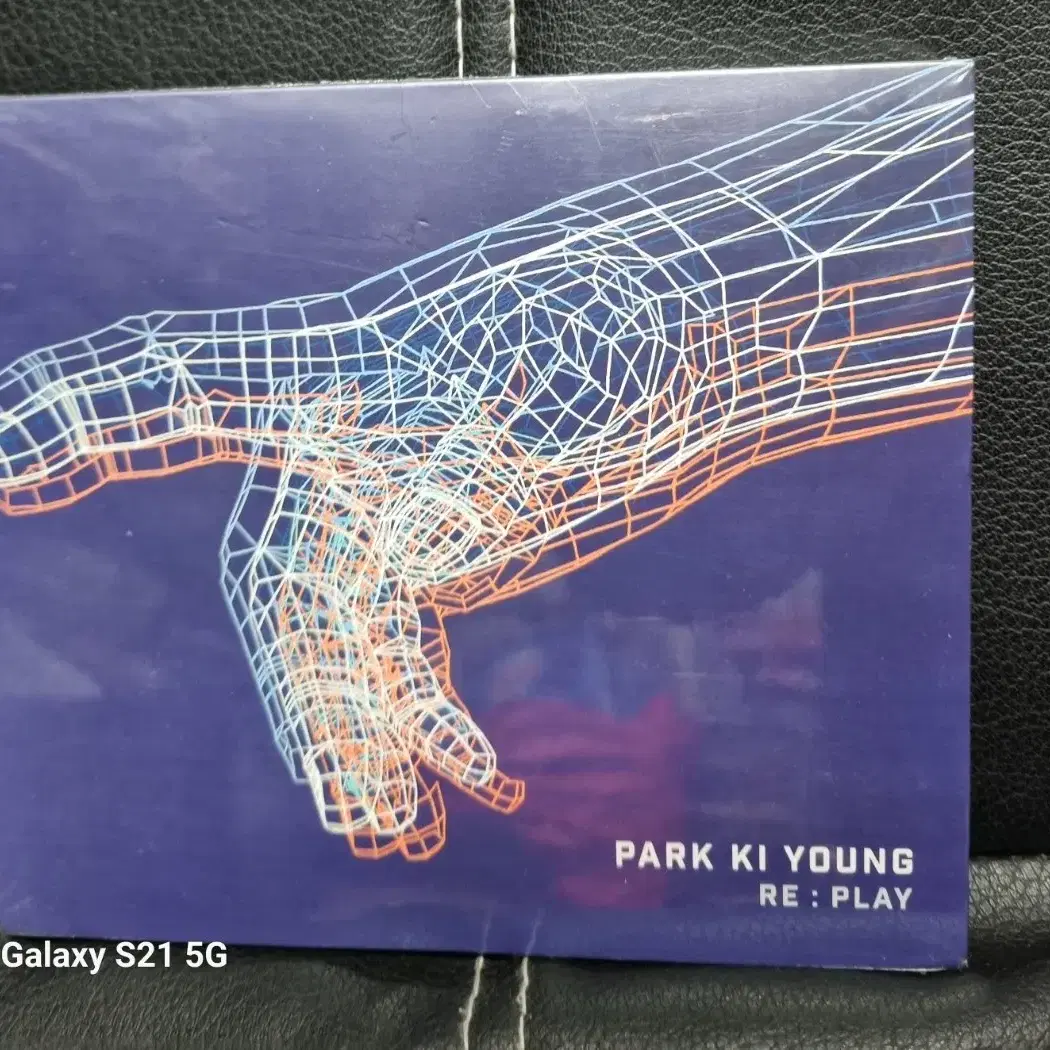 PARK KI YOUNG
RE : PLAY
Galaxy S21 5G